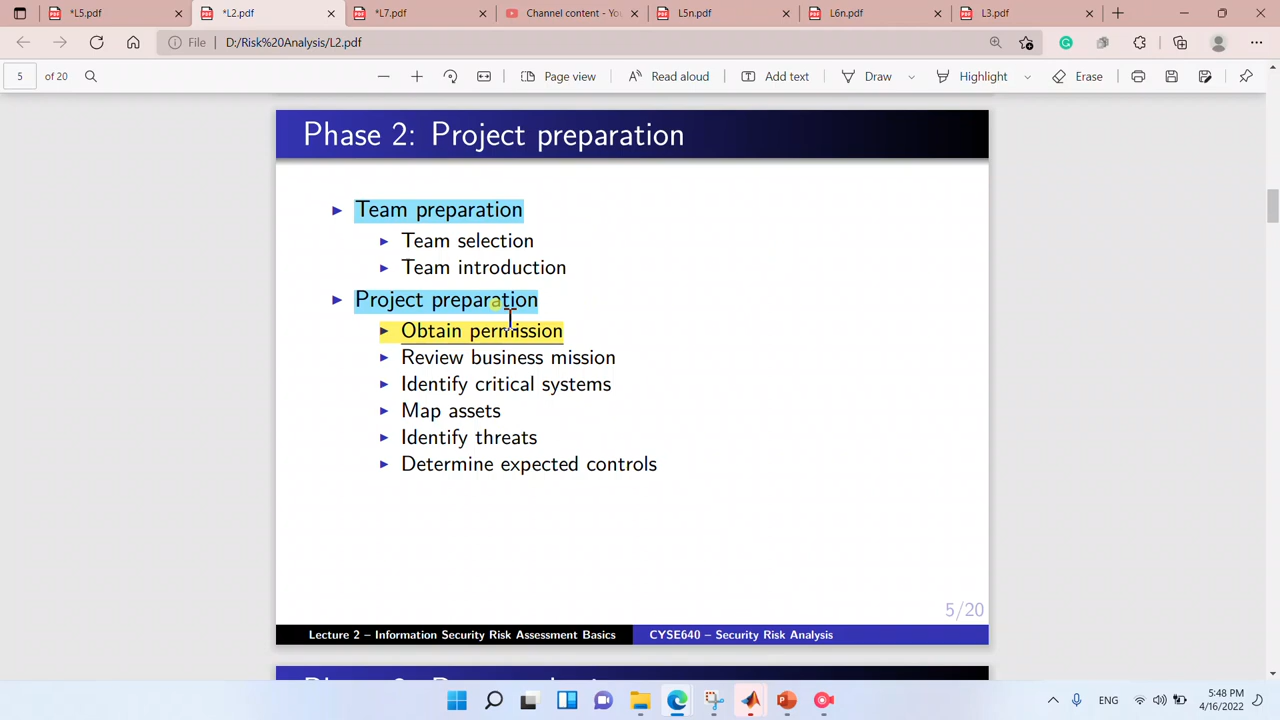 *L5.pdf
*L2.pdf
*L7.pdf
Channel content - You
L5n.pdf
L6n.pdf
L3.pdf
File
D:/Risk%20Analysis/L2.pdf
5 of 20
Page view
Read aloud
Add text
Draw
Highlight
Erase
Phase 2: Project preparation
Team preparation
Team selection
Team introduction
Project preparation
Obtain permission
Review business mission
Identify critical systems
Map assets
Identify threats
Determine expected controls
5/20
Lecture 2 – Information Security Risk Assessment Basics
CYSE640 – Security Risk Analysis
ENG
5:48 PM
4/16/2022